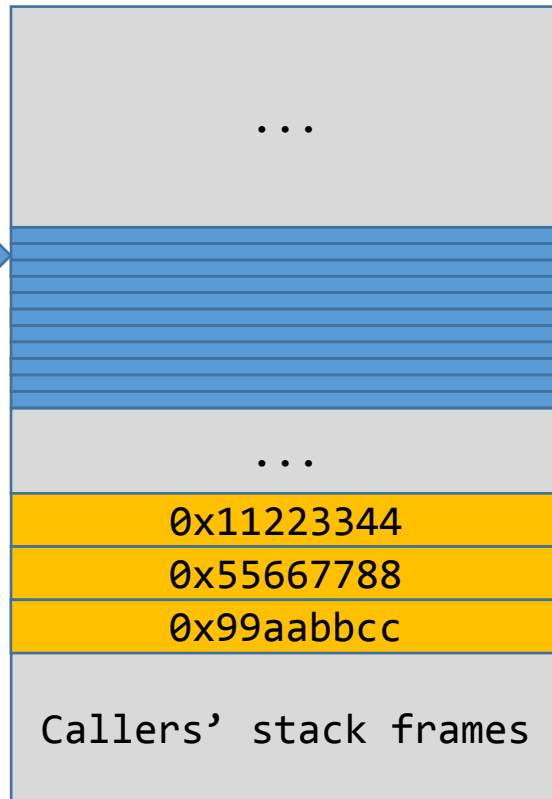 ...
...
0x11223344
0x55667788
0x99aabbcc
Callers’ stack frames